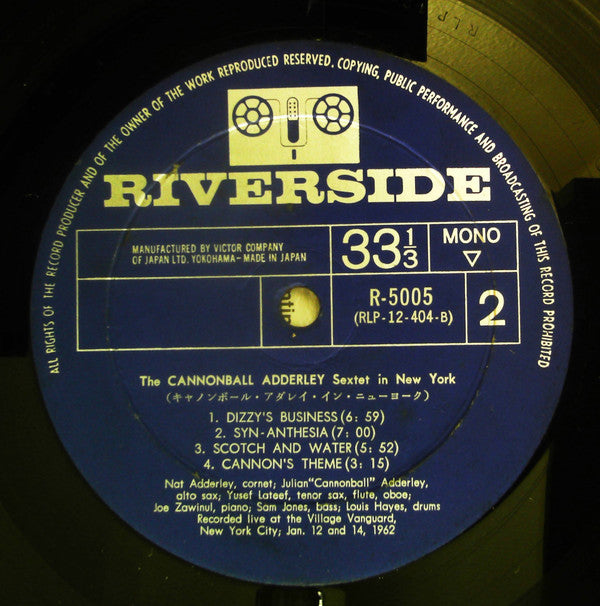 ALL RIGHTS OF THE RECORD PRODUCER AND OF THE OWNER OF THE WORK REPRODUCED RESERVED. COPYING, PUBLIC PERFORMANCE AND BROADCASTING OF THIS RECORD PROHIBITED
RLP
RIVERSIDE
MANUFACTURED BY VICTOR COMPANY
OF JAPAN LTD. YOKOHAMA-MADE IN JAPAN
33 1/3
MONO
▽
R-5005
(RLP-12-404-B)
2
The CANNONBALL ADDERLEY Sextet in New York
(キャノンボール・アダレイ・イン・ニューヨーク)
1. DIZZY'S BUSINESS(6: 59)
2. SYN-ANTHESIA(7: 00)
3. SCOTCH AND WATER(5: 52)
4. CANNON'S THEME(3: 15)
Nat Adderley, cornet; Julian"Cannonball" Adderley,
alto sax; Yusef Lateef, tenor sax, flute, oboe;
Joe Zawinul, piano; Sam Jones, bass; Louis Hayes, drums
Recorded live at the Village Vanguard,
New York City; Jan. 12 and 14, 1962